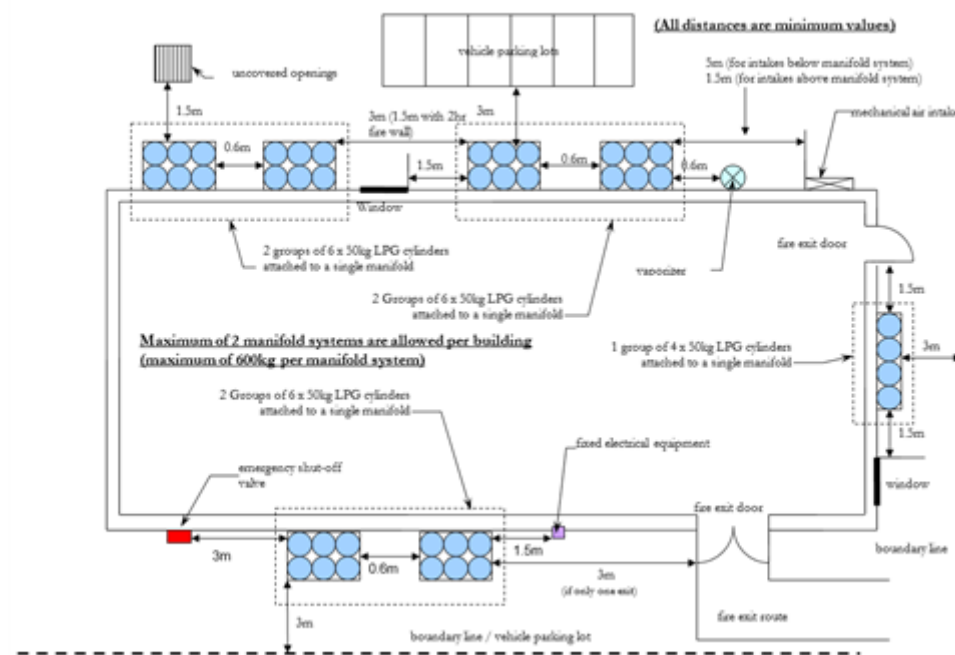 (All distances are minimum values)
vehicle parking lots
5m (for intakes below manifold system)
1.5m (for intakes above manifold system)
uncovered openings
1.5m
3m (1.5m with 2hr
fire wall)
3m
mechanical air intake
0.6m
1.5m
0.6m
0.6m
Window
fire exit door
2 groups of 6 x 50kg LPG cylinders
attached to a single manifold
vaporizer
1.5m
2 Groups of 6 x 50kg LPG cylinders
attached to a single manifold
Maximum of 2 manifold systems are allowed per building
(maximum of 600kg per manifold system)
1 group of 4 x 50kg LPG cylinders
attached to a single manifold
3m
2 Groups of 6 x 50kg LPG cylinders
attached to a single manifold
1.5m
fixed electrical equipment
emergency shut-off
valve
window
fire exit door
3m
0.6m
1.5m
boundary line
3m
(if only one exit)
3m
fire exit route
boundary line / vehicle parking lot